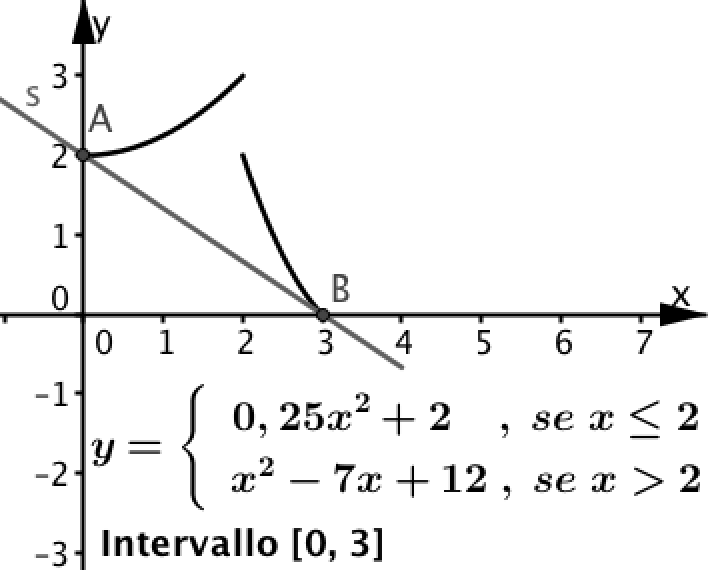 y
3
s
A
2
1
0
B
x
0 1 2 3 4 5 6 7
-1
y = { 0, 25x² + 2 , se x ≤ 2
-2
x² − 7x + 12 , se x > 2
Intervallo [0, 3]
-3